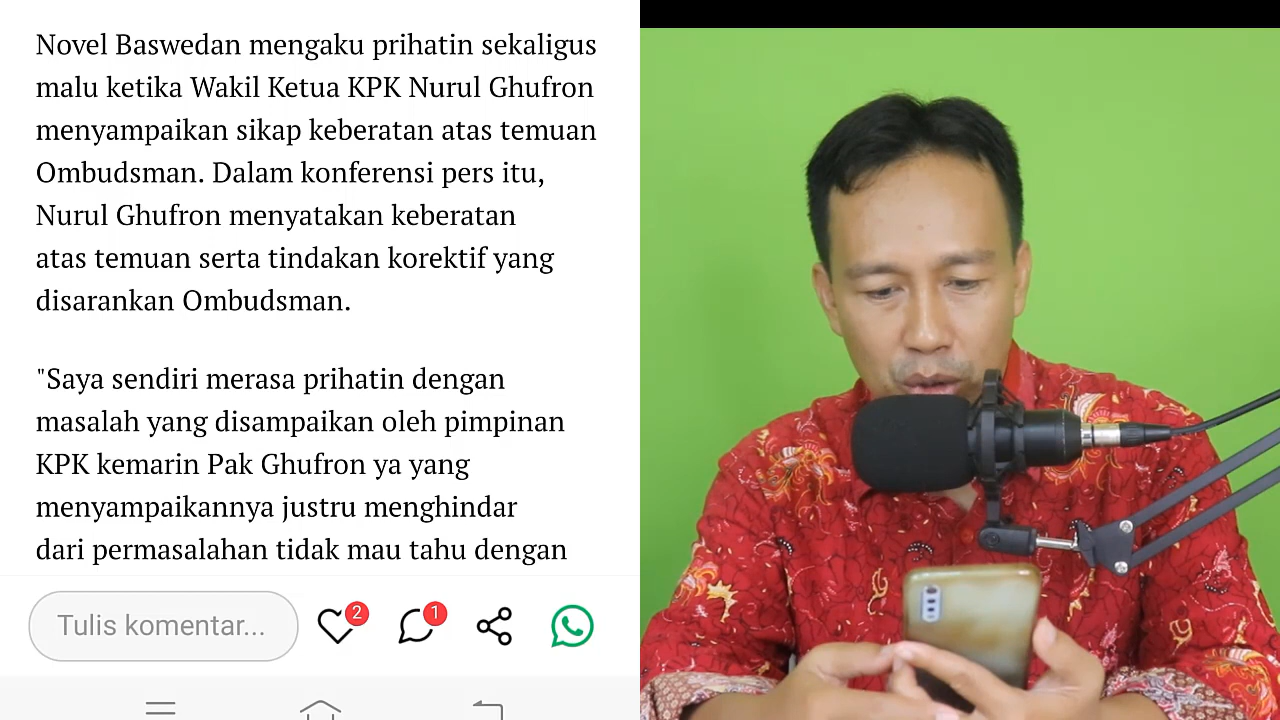 Novel Baswedan mengaku prihatin sekaligus
malu ketika Wakil Ketua KPK Nurul Ghufron
menyampaikan sikap keberatan atas temuan
Ombudsman. Dalam konferensi pers itu,
Nurul Ghufron menyatakan keberatan
atas temuan serta tindakan korektif yang
disarankan Ombudsman.
"Saya sendiri merasa prihatin dengan
masalah yang disampaikan oleh pimpinan
KPK kemarin Pak Ghufron ya yang
menyampaikannya justru menghindar
dari permasalahan tidak mau tahu dengan
Tulis komentar... 2 1